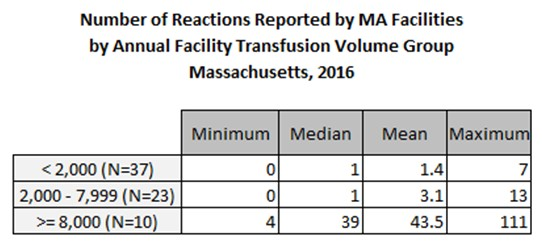 Number of Reactions Reported by MA Facilities
by Annual Facility Transfusion Volume Group
Massachusetts, 2016
Minimum Median Mean Maximum
< 2,000 (N=37) 0 1 1.4 7
2,000 - 7,999 (N=23) 0 1 3.1 13
>= 8,000 (N=10) 4 39 43.5 111